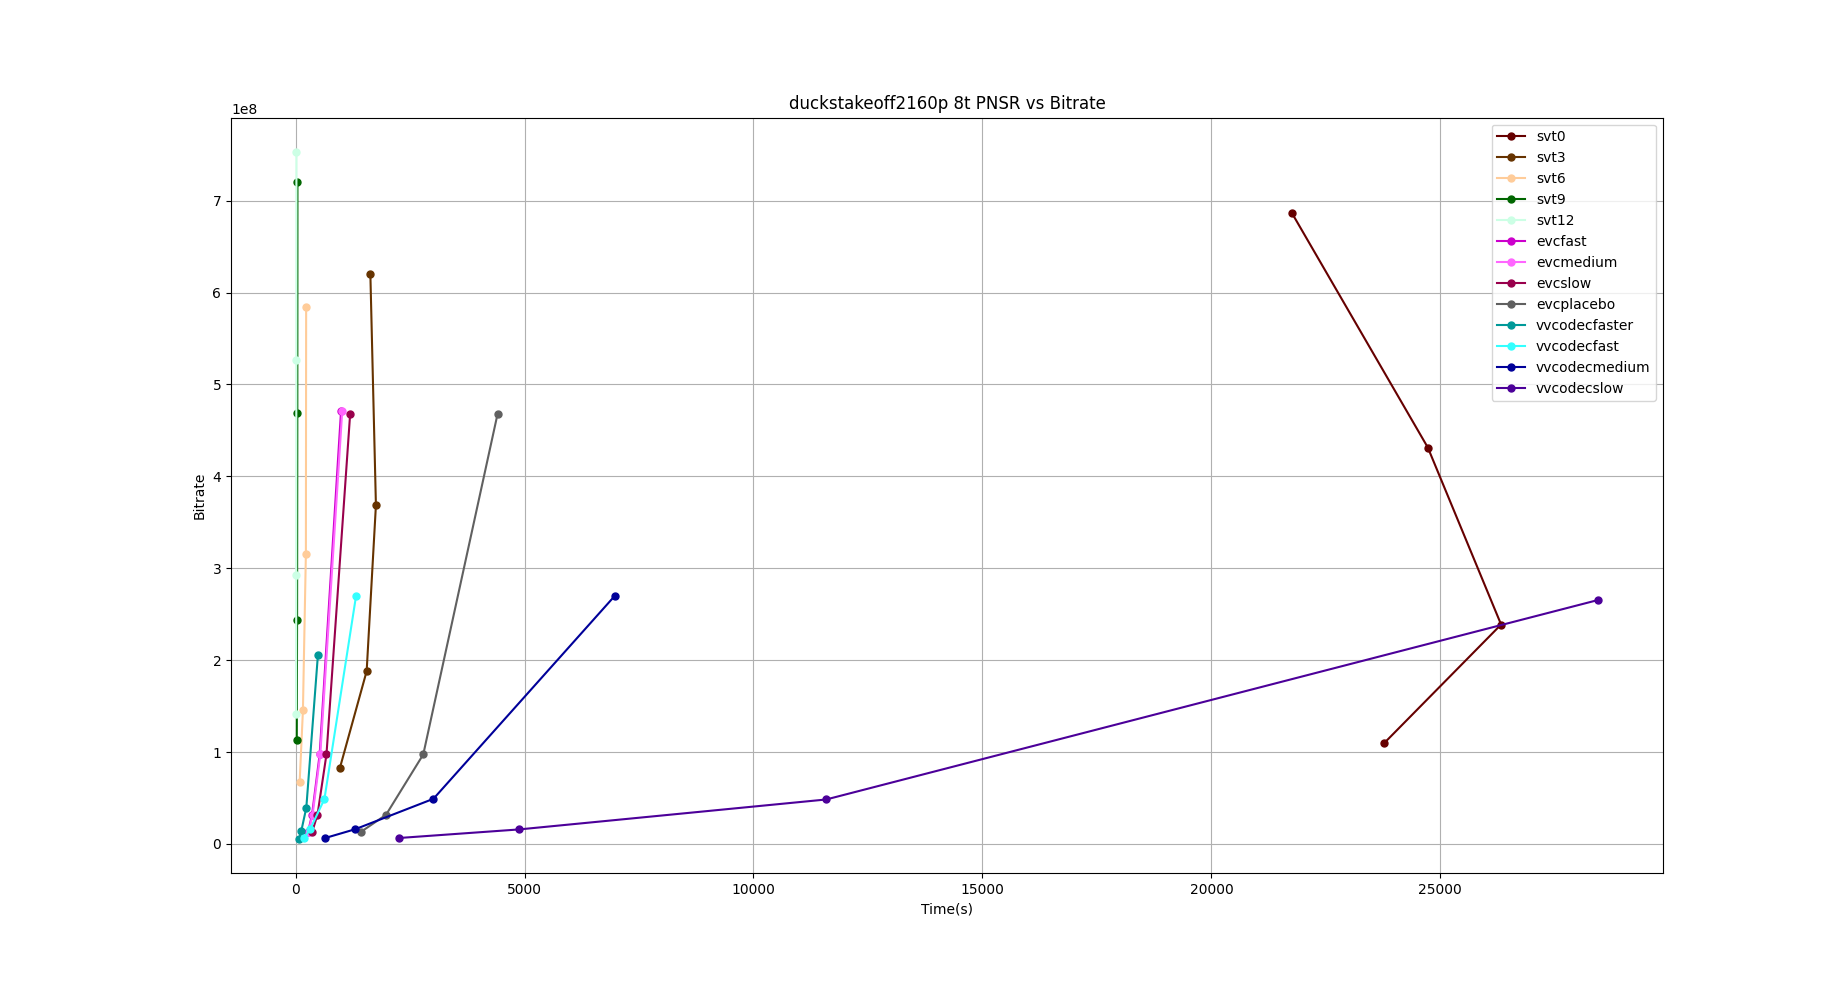 duckstakeoff2160p 8t PNSR vs Bitrate
1e8
7
6
5
4
3
2
1
0
Bitrate
0 5000 10000 15000 20000 25000
Time(s)
svt0
svt3
svt6
svt9
svt12
evcfast
evcmedium
evcslow
evcplacebo
vvcodecfaster
vvcodecfast
vvcodecmedium
vvcodecslow